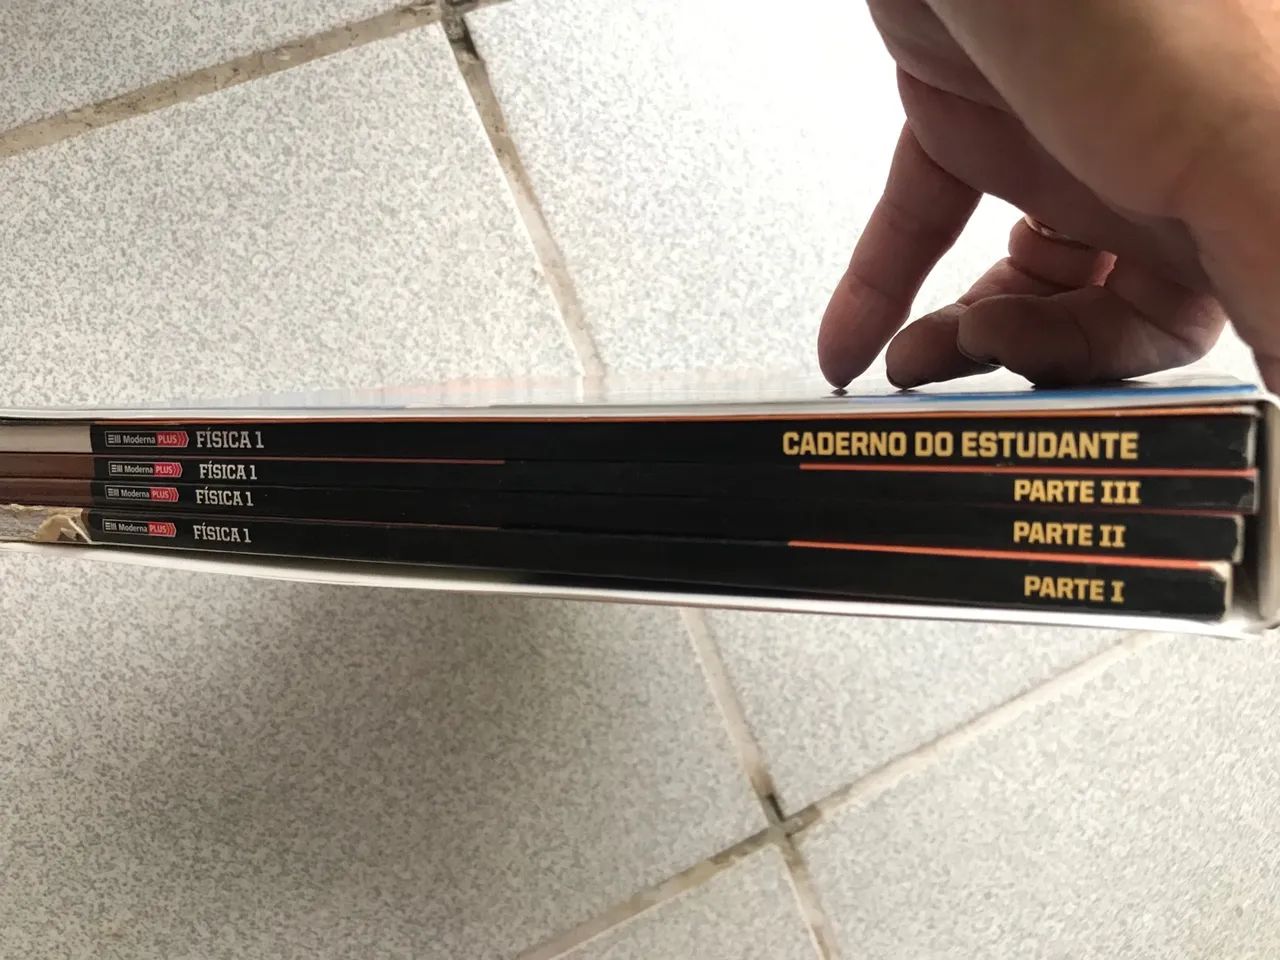 Moderna PLUS FÍSICA 1 CADERNO DO ESTUDANTE
Moderna PLUS FÍSICA 1 PARTE III
Moderna PLUS FÍSICA 1 PARTE II
Moderna PLUS FÍSICA 1 PARTE I